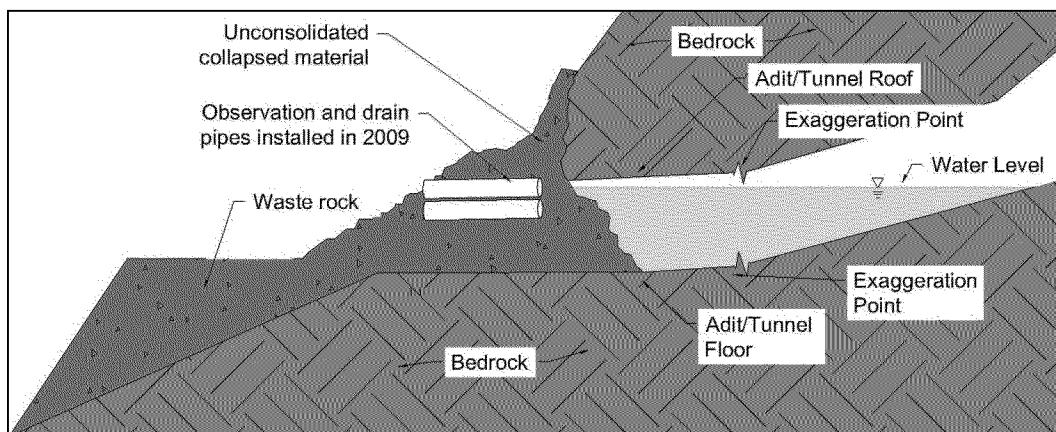 Unconsolidated
collapsed material
Observation and drain
pipes installed in 2009
Waste rock
Bedrock
Adit/Tunnel Roof
Exaggeration Point
Water Level
Exaggeration
Point
Adit/Tunnel
Floor
Bedrock